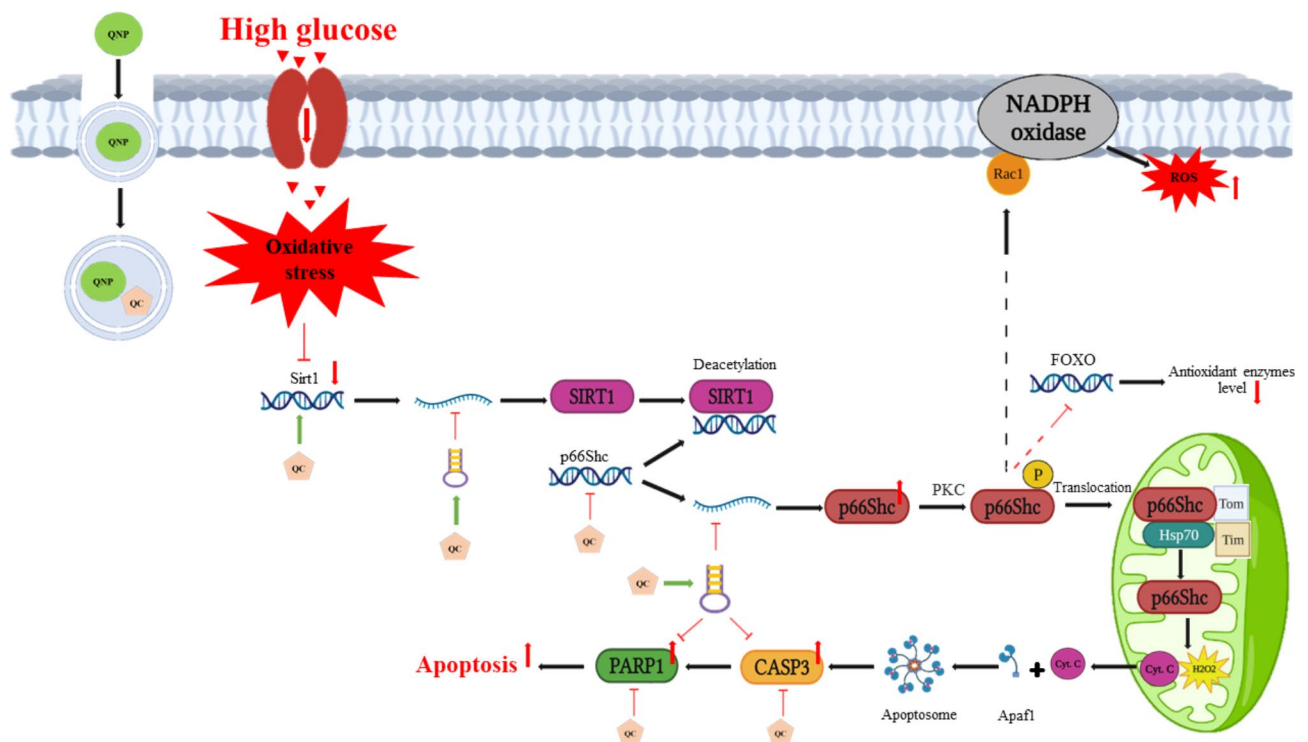 QNP
High glucose
QNP
NADPH
oxidase
Rac1
ROS
Oxidative
stress
QNP
QC
Sirt1
Deacetylation
FOXO
Antioxidant enzymes
level
SIRT1
SIRT1
QC
p66Shc
P
PKC
Translocation
p66Shc
p66Shc
p66Shc
Tom
Hsp70
Tim
QC
QC
QC
p66Shc
Apoptosis
PARP1
CASP3
Cyt. C
Cyt. C
H2O2
Apoptosome
Apaf1
QC
QC